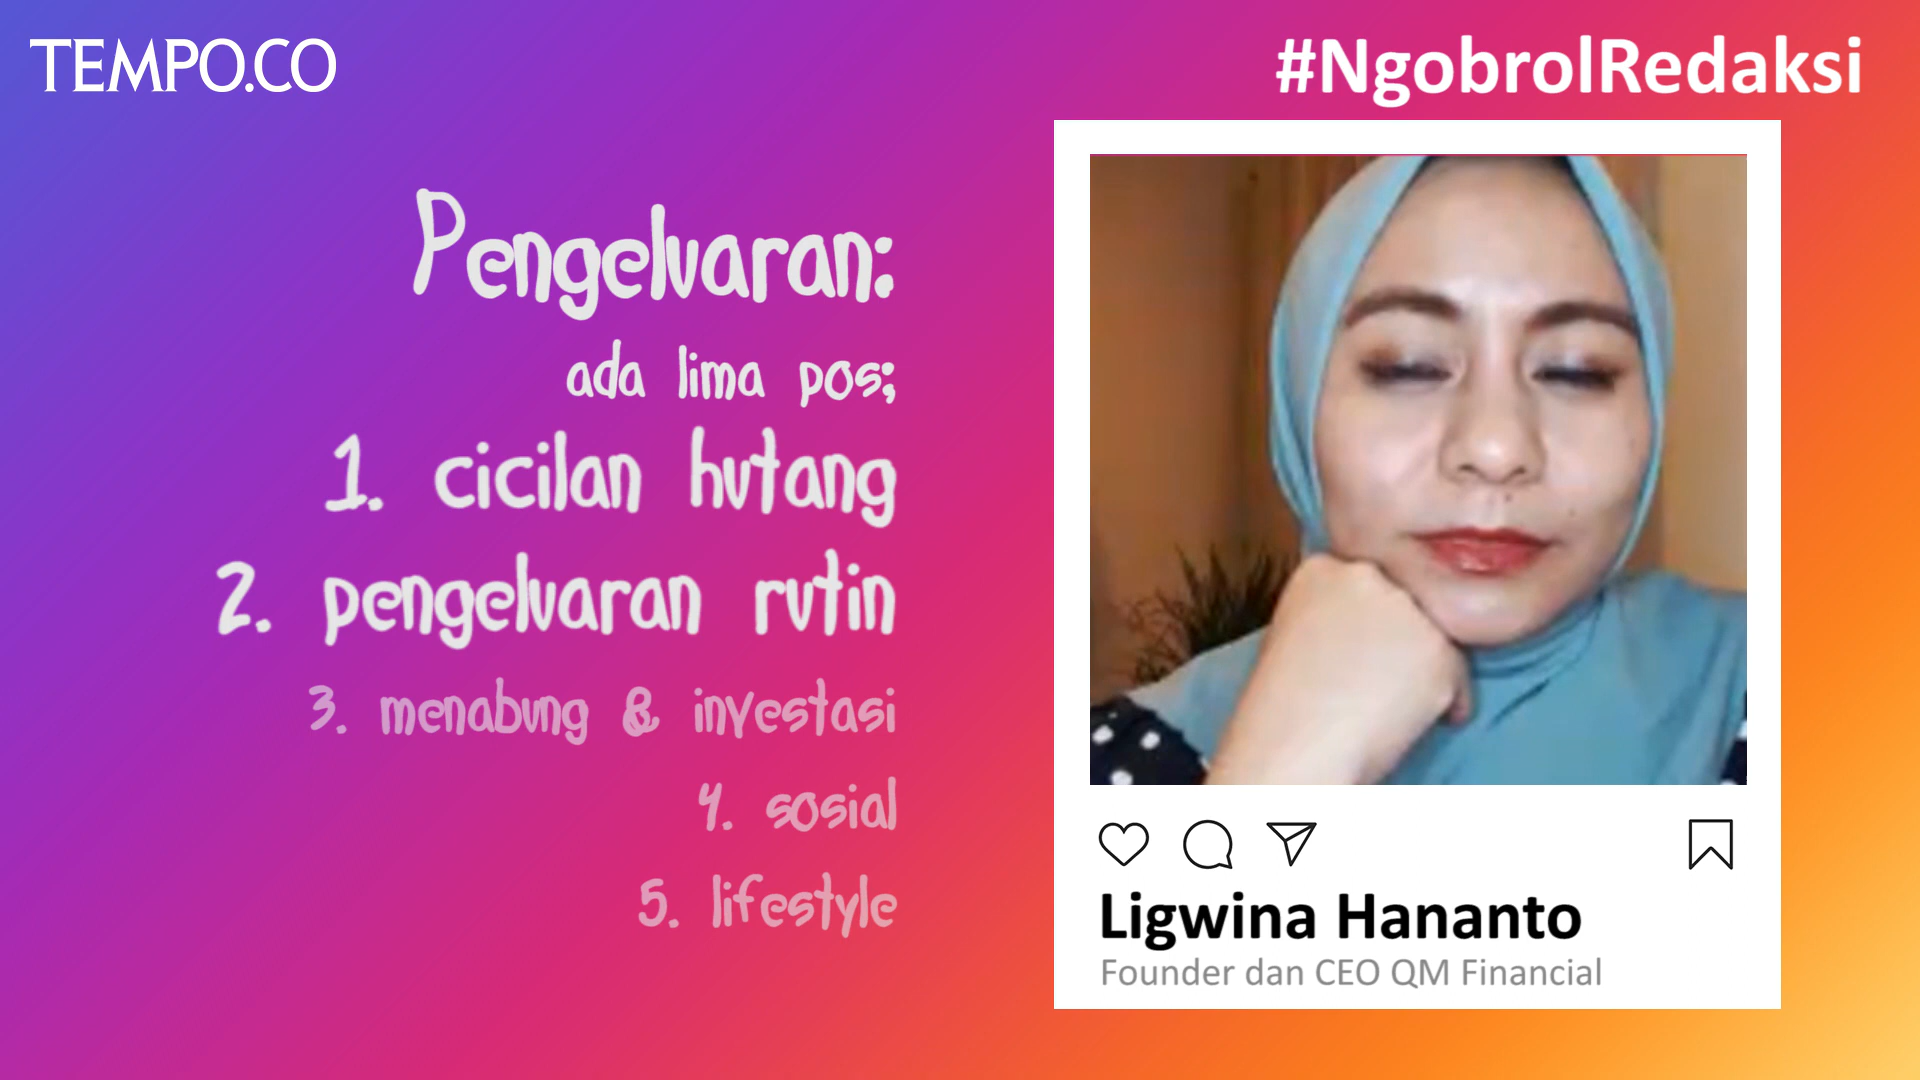 TEMPO.CO
#NgobrolRedaksi
Pengeluaran:
ada lima pos;
1. cicilan hutang
2. pengeluaran rutin
3. menabung & investasi
4. sosial
5. lifestyle
Ligwina Hananto
Founder dan CEO QM Financial